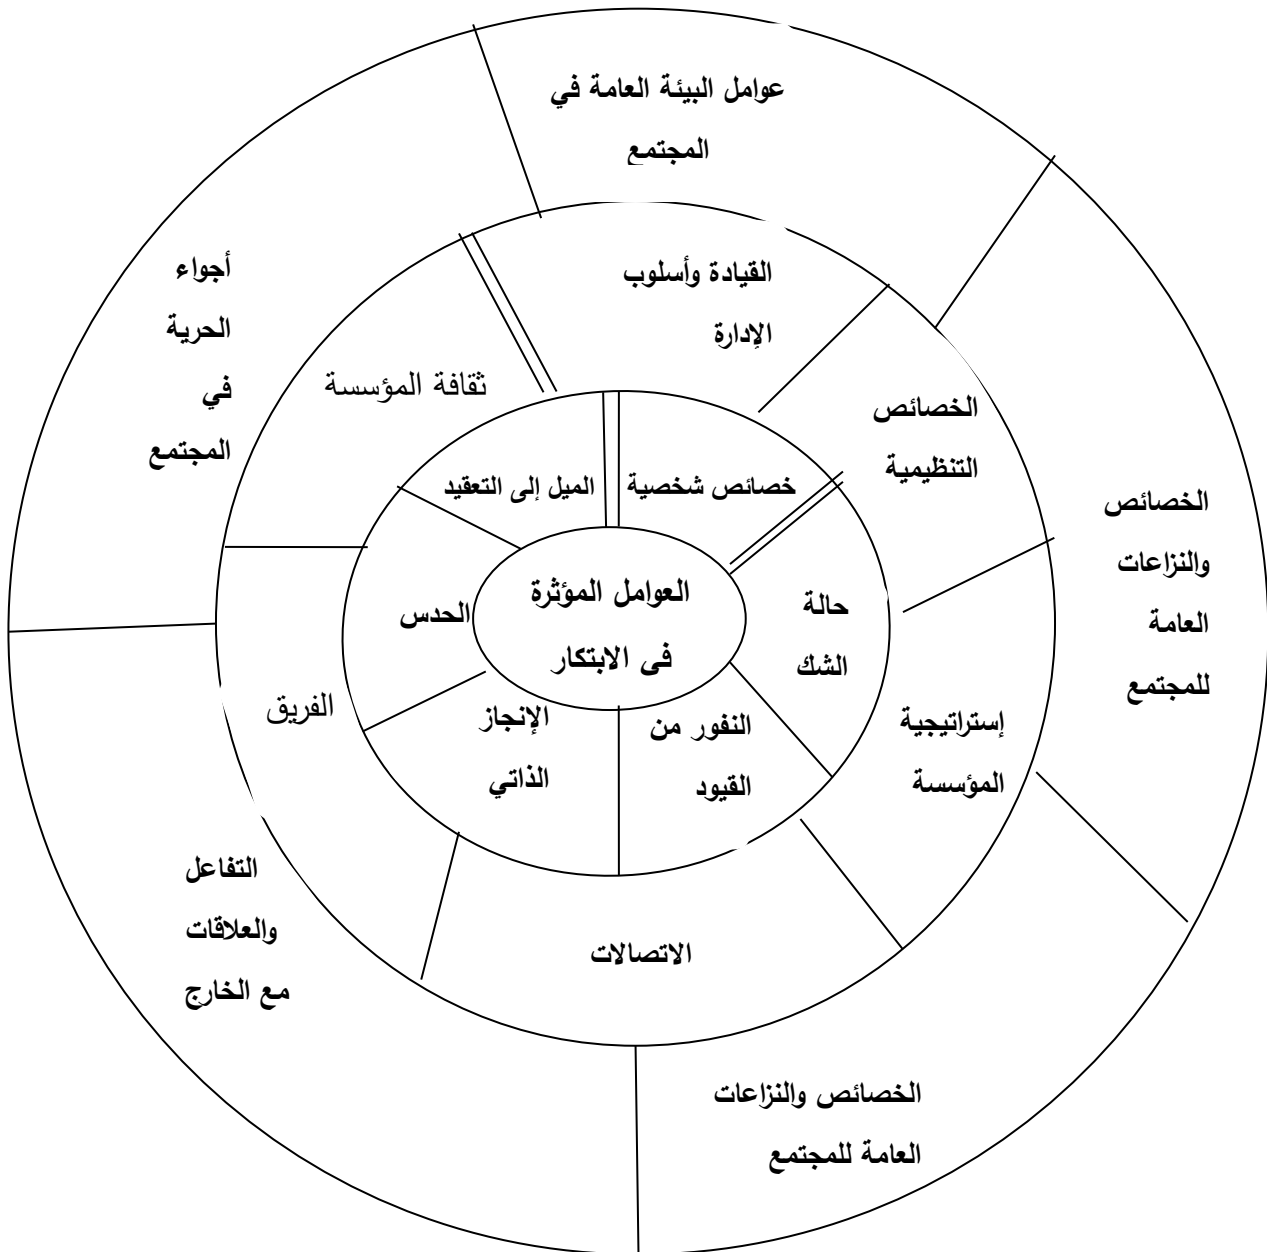 عوامل البيئة العامة في
المجتمع
القيادة وأسلوب
الإدارة
أجواء
الحرية
في
المجتمع
ثقافة المؤسسة
الخصائص
التنظيمية
الخصائص
والنزاعات
العامة
للمجتمع
خصائص شخصية
الميل إلى التعقيد
العوامل المؤثرة
فى الابتكار
حالة
الشك
الحدس
الفريق
إستراتيجية
المؤسسة
النفور من
القيود
الإنجاز
الذاتي
الاتصالات
التفاعل
والعلاقات
مع الخارج
الخصائص والنزاعات
العامة للمجتمع